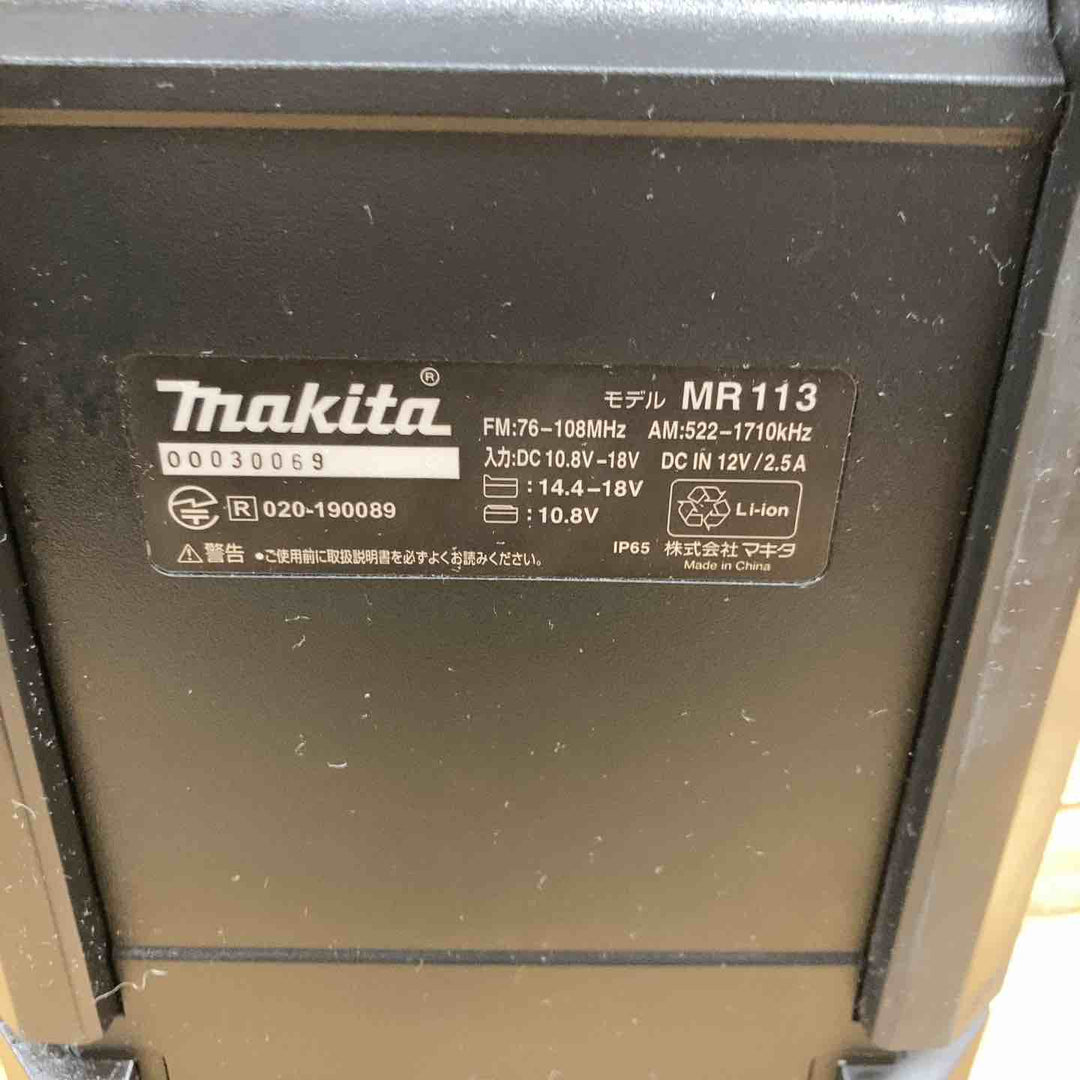 makita®
モデル MR113
00030069
FM:76-108MHz AM:522-1710kHz
入力:DC 10.8V-18V DC IN 12V/2.5A
:14.4-18V
:10.8V
Li-ion
R 020-190089
⚠警告 ●ご使用前に取扱説明書を必ずよくお読みください。
IP65 株式会社マキタ
Made in China